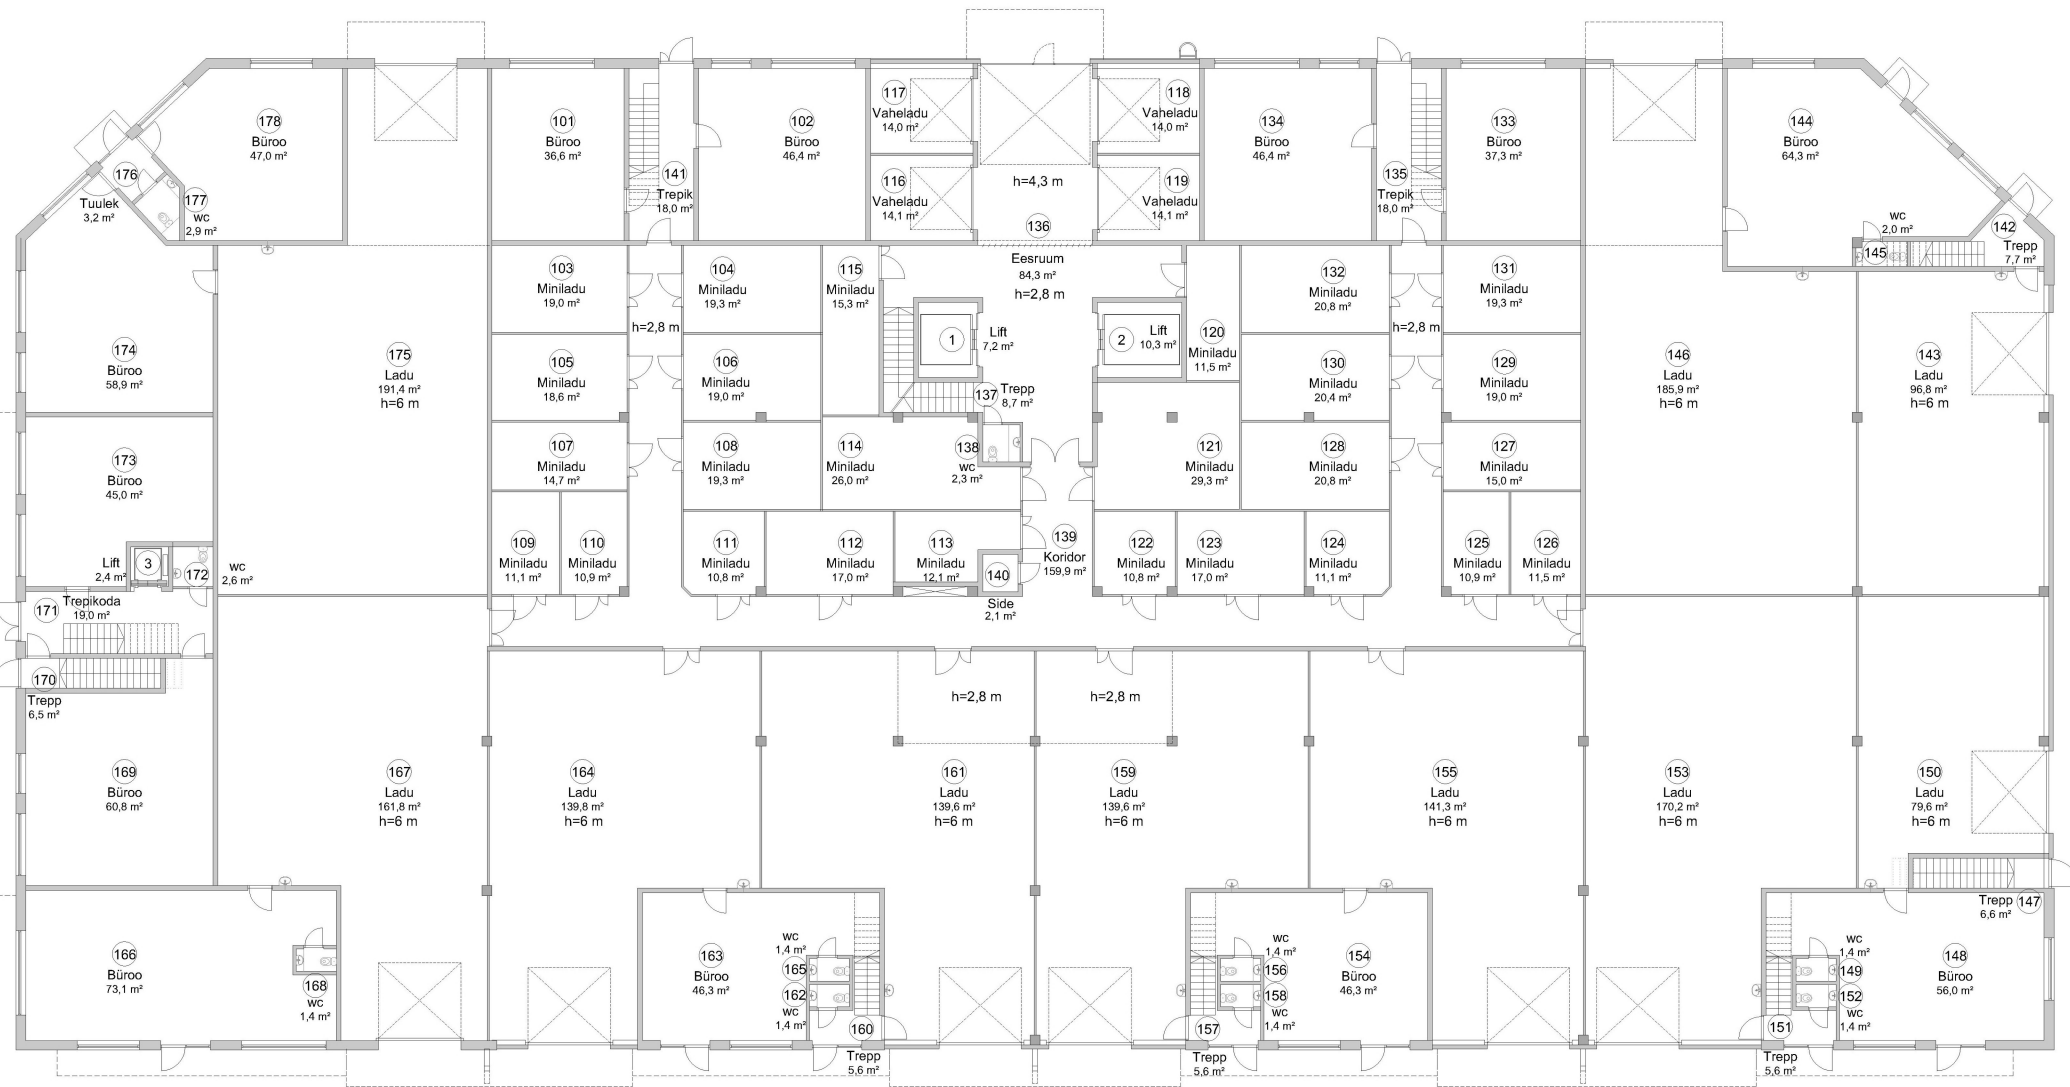 178
Büroo
47,0 m²
101
Büroo
36,6 m²
102
Büroo
46,4 m²
117
Vaheladu
14,0 m²
118
Vaheladu
14,0 m²
134
Büroo
46,4 m²
133
Büroo
37,3 m²
144
Büroo
64,3 m²
176
Tuulek
3,2 m²
177
wc
2,9 m²
141
Trepik
18,0 m²
116
Vaheladu
14,1 m²
h=4,3 m
119
Vaheladu
14,1 m²
135
Trepik
18,0 m²
136
Eesruum
84,3 m²
h=2,8 m
wc
2,0 m²
145
142
Trepp
7,7 m²
103
Miniladu
19,0 m²
104
Miniladu
19,3 m²
115
Miniladu
15,3 m²
132
Miniladu
20,8 m²
131
Miniladu
19,3 m²
h=2,8 m
h=2,8 m
1
Lift
7,2 m²
2
Lift
10,3 m²
120
Miniladu
11,5 m²
174
Büroo
58,9 m²
175
Ladu
191,4 m²
h=6 m
105
Miniladu
18,6 m²
106
Miniladu
19,0 m²
137
Trepp
8,7 m²
130
Miniladu
20,4 m²
129
Miniladu
19,0 m²
146
Ladu
185,9 m²
h=6 m
143
Ladu
96,8 m²
h=6 m
173
Büroo
45,0 m²
107
Miniladu
14,7 m²
108
Miniladu
19,3 m²
114
Miniladu
26,0 m²
138
wc
2,3 m²
121
Miniladu
29,3 m²
128
Miniladu
20,8 m²
127
Miniladu
15,0 m²
Lift
2,4 m²
3
172
wc
2,6 m²
109
Miniladu
11,1 m²
110
Miniladu
10,9 m²
111
Miniladu
10,8 m²
112
Miniladu
17,0 m²
113
Miniladu
12,1 m²
139
Koridor
159,9 m²
140
Side
2,1 m²
122
Miniladu
10,8 m²
123
Miniladu
17,0 m²
124
Miniladu
11,1 m²
125
Miniladu
10,9 m²
126
Miniladu
11,5 m²
171
Trepikoda
19,0 m²
170
Trepp
6,5 m²
h=2,8 m
h=2,8 m
169
Büroo
60,8 m²
167
Ladu
161,8 m²
h=6 m
164
Ladu
139,8 m²
h=6 m
161
Ladu
139,6 m²
h=6 m
159
Ladu
139,6 m²
h=6 m
155
Ladu
141,3 m²
h=6 m
153
Ladu
170,2 m²
h=6 m
150
Ladu
79,6 m²
h=6 m
Trepp
6,6 m²
147
166
Büroo
73,1 m²
168
wc
1,4 m²
163
Büroo
46,3 m²
wc
1,4 m²
165
162
wc
1,4 m²
160
Trepp
5,6 m²
wc
1,4 m²
156
158
wc
1,4 m²
157
Trepp
5,6 m²
154
Büroo
46,3 m²
wc
1,4 m²
149
152
wc
1,4 m²
151
Trepp
5,6 m²
148
Büroo
56,0 m²